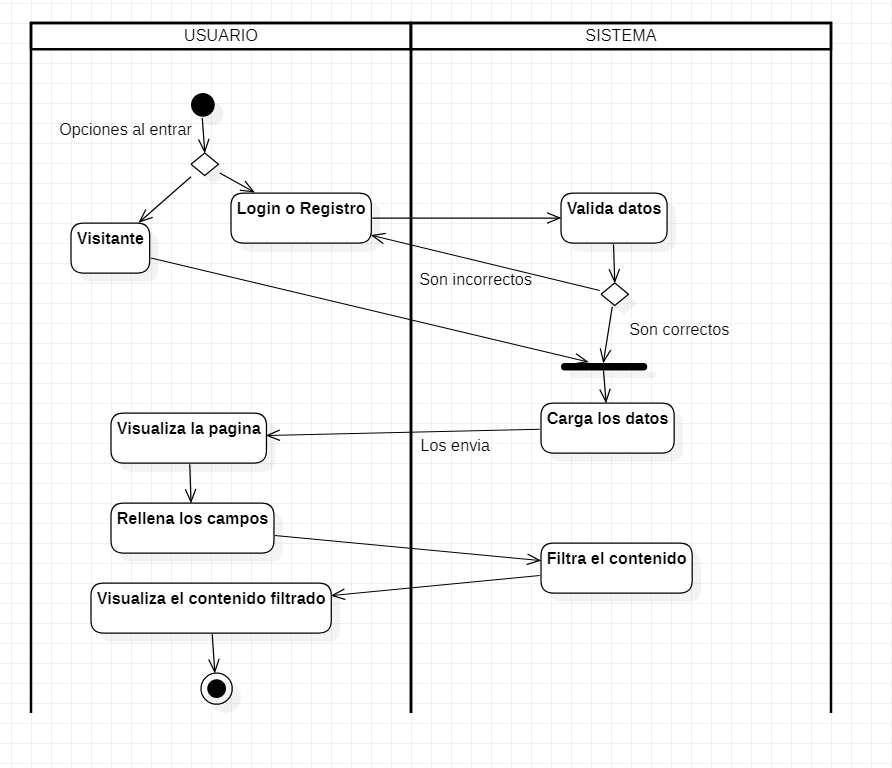 USUARIO
SISTEMA
Opciones al entrar
Login o Registro
Valida datos
Visitante
Son incorrectos
Son correctos
Visualiza la pagina
Carga los datos
Los envia
Rellena los campos
Filtra el contenido
Visualiza el contenido filtrado